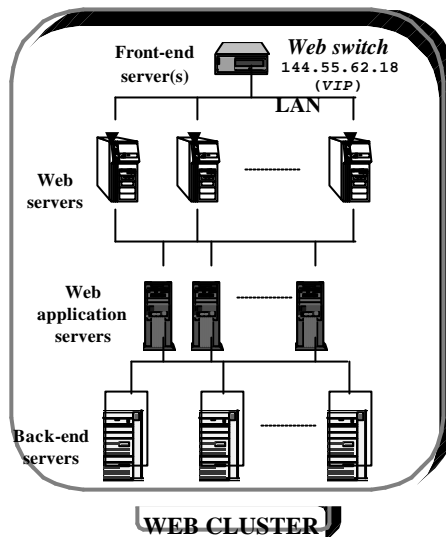 Front-end
server(s)
Web switch
144.55.62.18
(VIP)
LAN
Web
servers
Web
application
servers
Back-end
servers
WEB CLUSTER